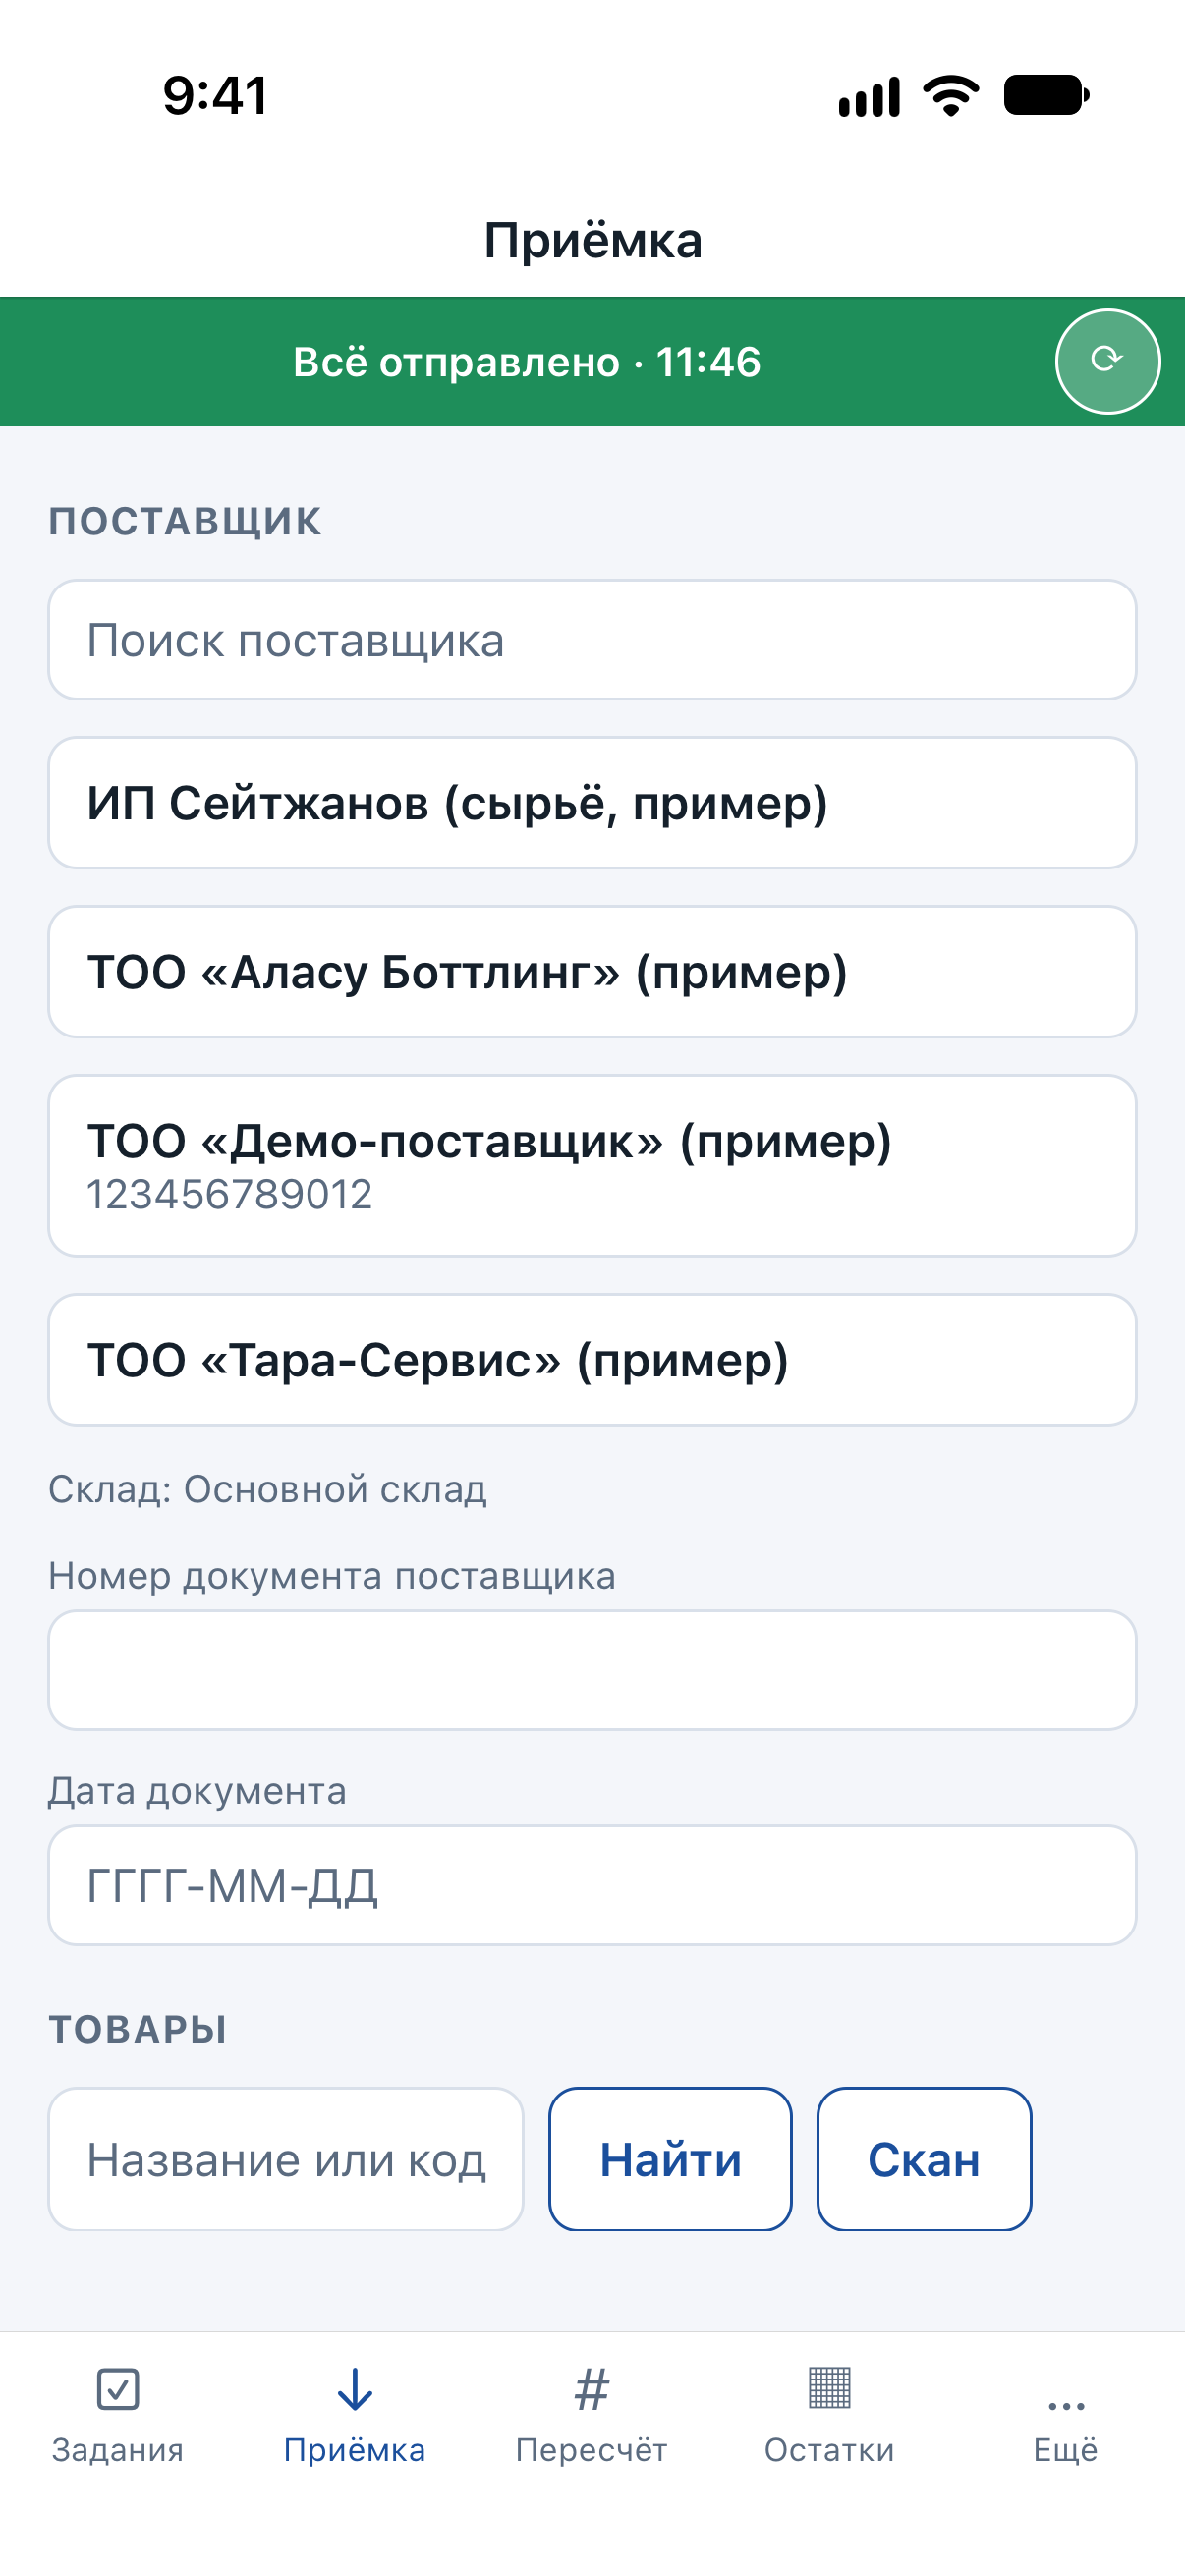 9:41
Приёмка
Всё отправлено · 11:46
ПОСТАВЩИК
Поиск поставщика
ИП Сейтжанов (сырьё, пример)
ТОО «Аласу Боттлинг» (пример)
ТОО «Демо-поставщик» (пример)
123456789012
ТОО «Тара-Сервис» (пример)
Склад: Основной склад
Номер документа поставщика
Дата документа
ГГГГ-ММ-ДД
ТОВАРЫ
Название или код Найти Скан
Задания Приёмка Пересчёт Остатки Ещё